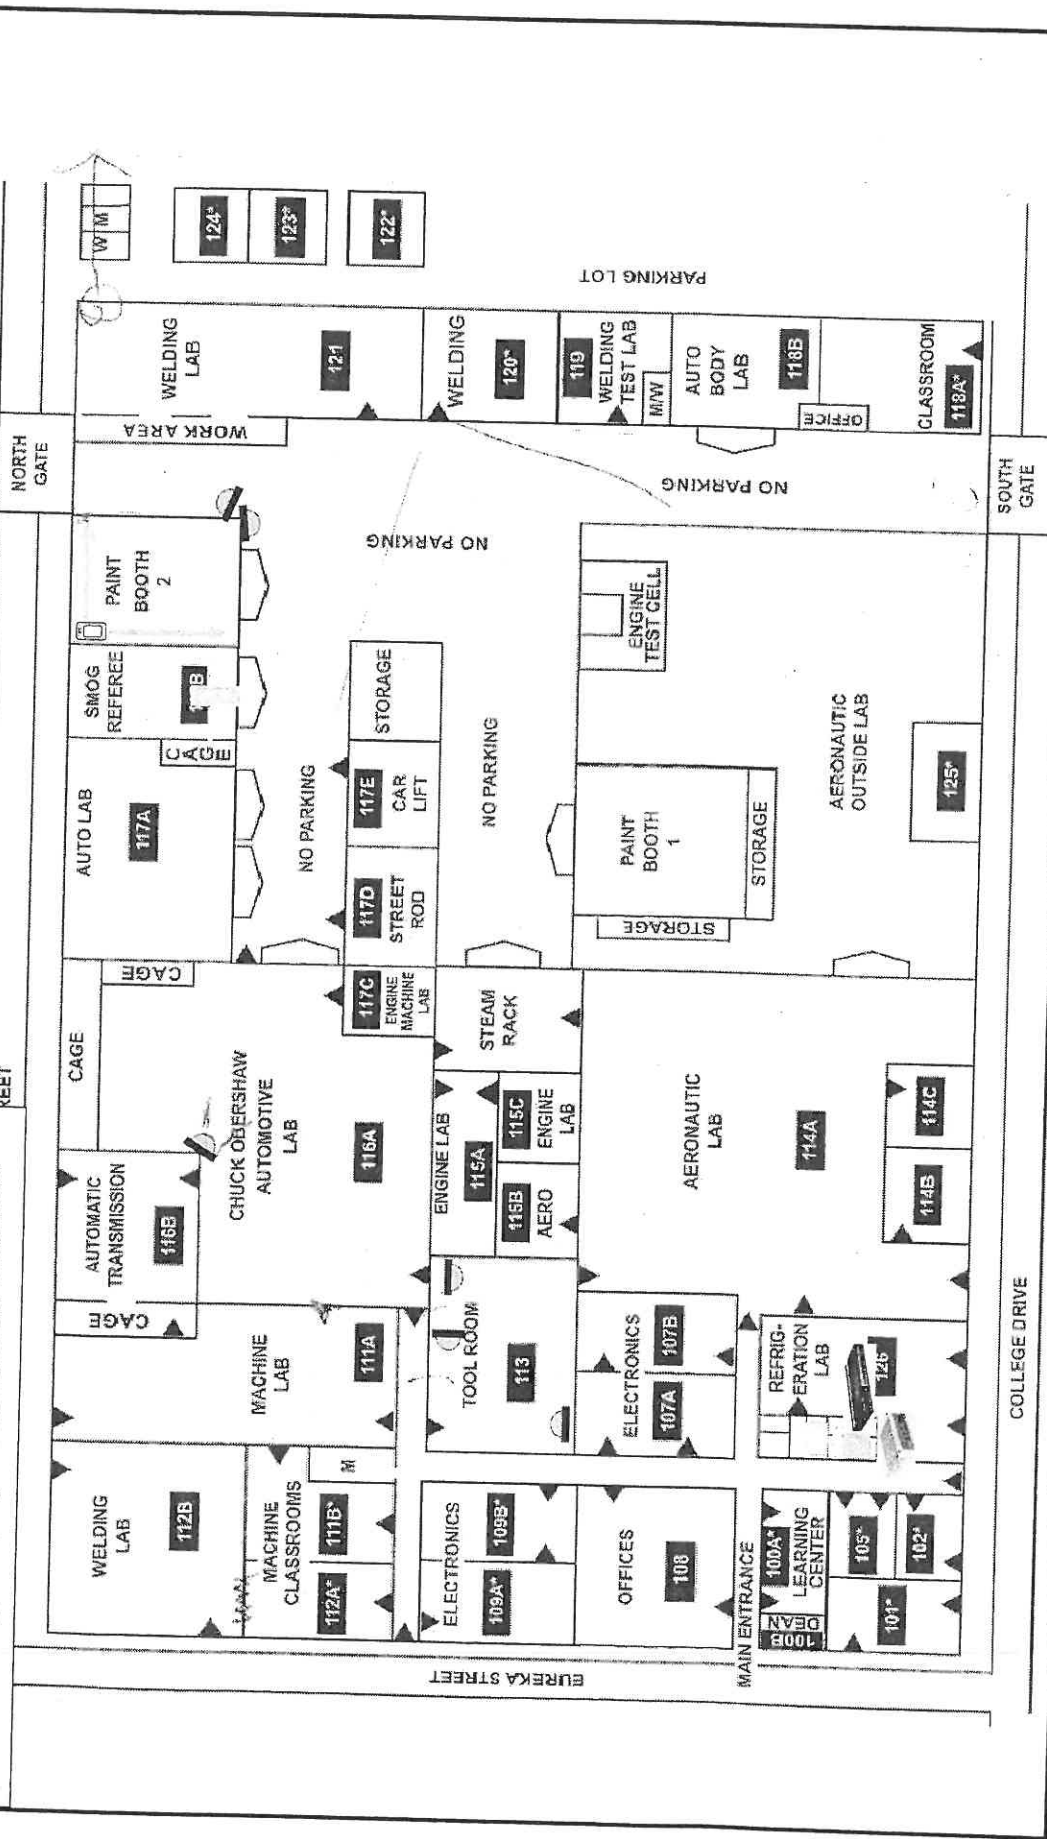 REET
NORTH
GATE
WELDING
LAB
112B
MACHINE
CLASSROOMS
112A*
111B*
M
MACHINE
LAB
111A
CAGE
AUTOMATIC
TRANSMISSION
116B
CAGE
CAGE
CHUCK OBERSHAW
AUTOMOTIVE
LAB
116A
AUTO LAB
117A
CAGE
SMOG
REFEREE
B
PAINT
BOOTH
2
WORK AREA
WELDING
LAB
121
W M
124*
123*
122*
NO PARKING
NO PARKING
117C
ENGINE
MACHINE
LAB
117D
STREET
ROD
117E
CAR
LIFT
STORAGE
ELECTRONICS
109A*
109B*
TOOL ROOM
113
ENGINE LAB
115A
115B
AERO
115C
ENGINE
LAB
STEAM
RACK
NO PARKING
WELDING
120*
119
WELDING
TEST LAB
M/W
PARKING LOT
EUREKA STREET
OFFICES
108
ELECTRONICS
107A
107B
AERONAUTIC
LAB
114A
114B
114C
STORAGE
PAINT
BOOTH
1
STORAGE
ENGINE
TEST CELL
NO PARKING
AUTO
BODY
LAB
118B
OFFICE
CLASSROOM
118A*
MAIN ENTRANCE
100B
DEAN
100A*
LEARNING
CENTER
101*
105*
102*
REFRIG-
ERATION
LAB
AERONAUTIC
OUTSIDE LAB
125*
SOUTH
GATE
COLLEGE DRIVE